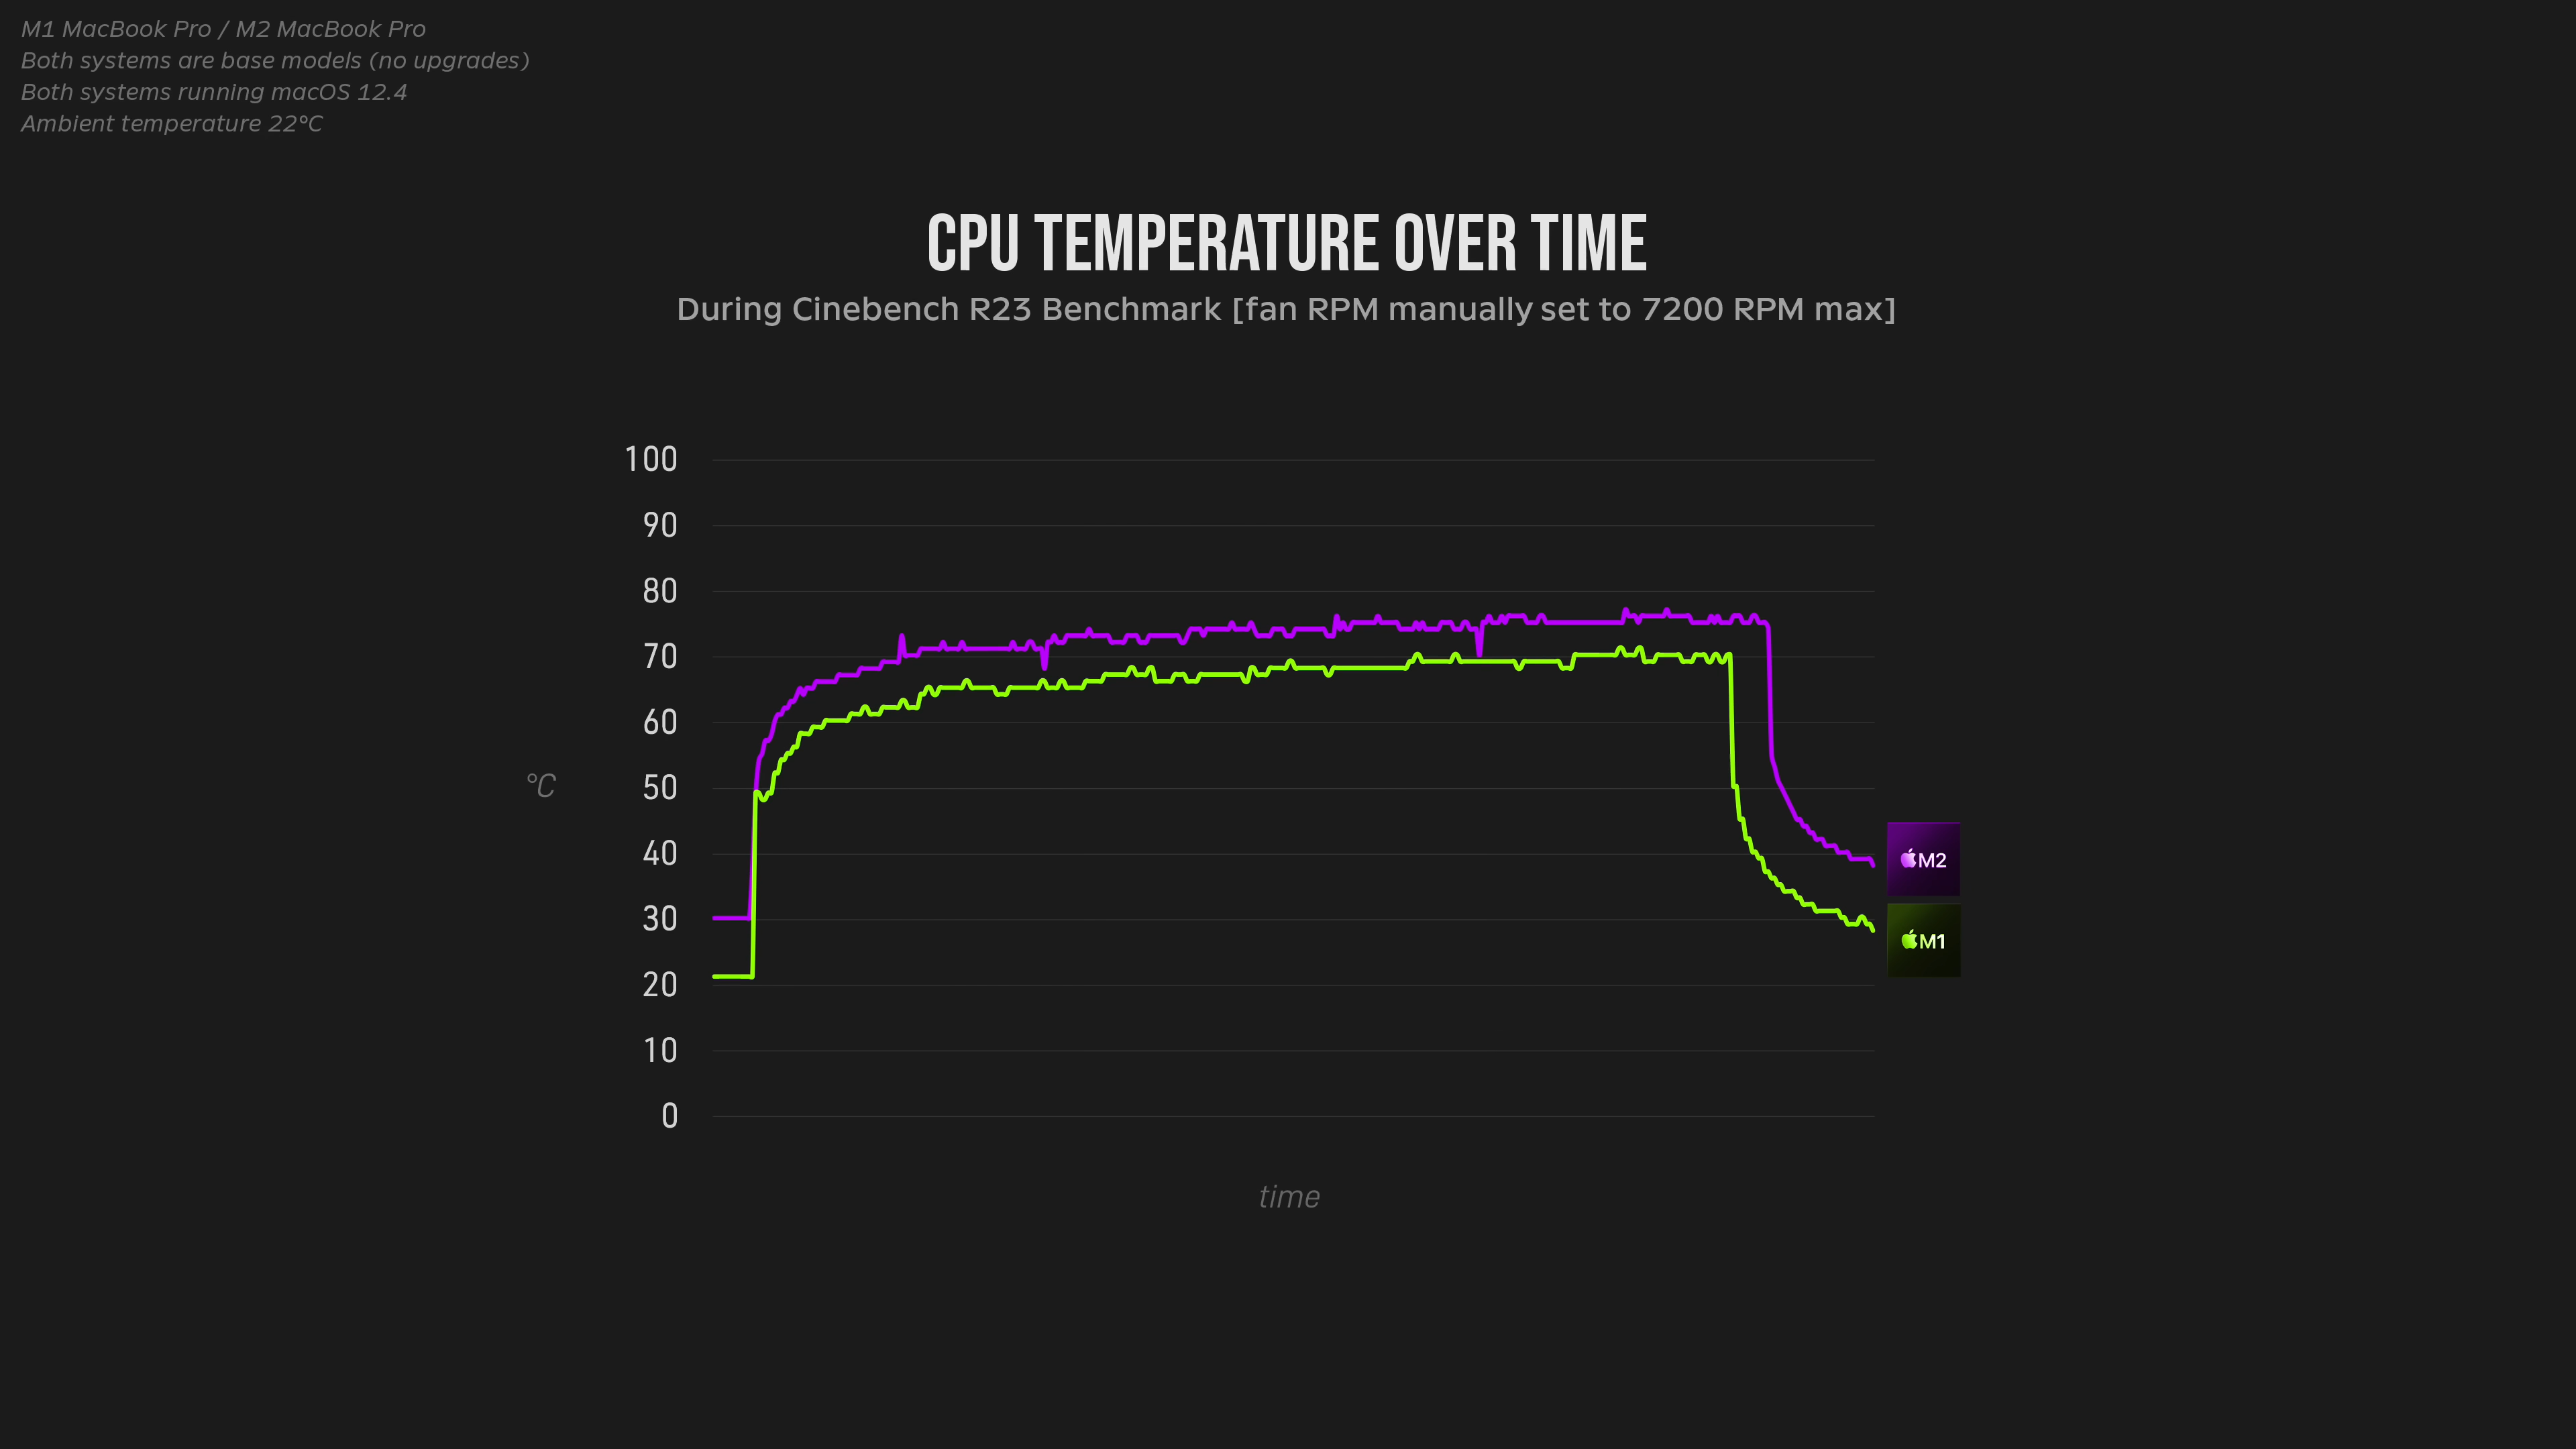 M1 MacBook Pro / M2 MacBook Pro
Both systems are base models (no upgrades)
Both systems running macOS 12.4
Ambient temperature 22°C
CPU TEMPERATURE OVER TIME
During Cinebench R23 Benchmark [fan RPM manually set to 7200 RPM max]
100
90
80
70
60
50
40
30
20
10
0
°C
M2
M1
time